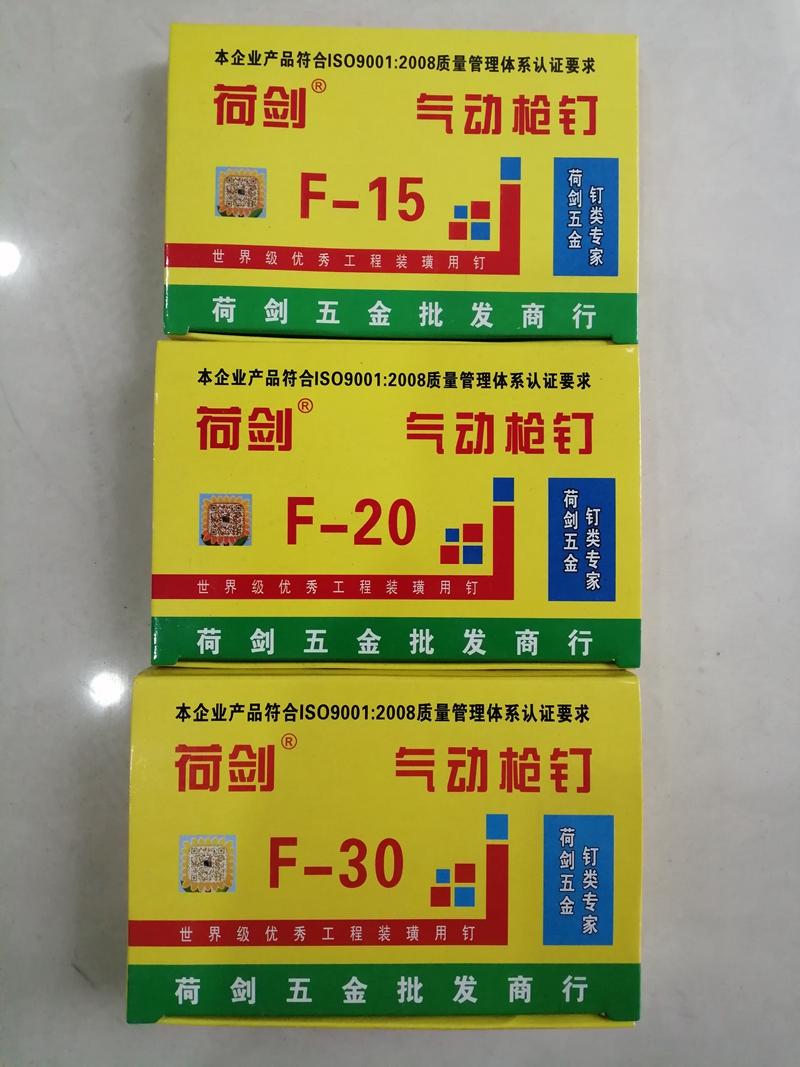 本企业产品符合ISO9001:2008质量管理体系认证要求
荷剑® 气动枪钉
F-15
荷剑五金
钉类专家
世界级优秀工程装璜用钉
荷剑五金批发商行
本企业产品符合ISO9001:2008质量管理体系认证要求
荷剑® 气动枪钉
F-20
荷剑五金
钉类专家
世界级优秀工程装璜用钉
荷剑五金批发商行
本企业产品符合ISO9001:2008质量管理体系认证要求
荷剑® 气动枪钉
F-30
荷剑五金
钉类专家
世界级优秀工程装璜用钉
荷剑五金批发商行